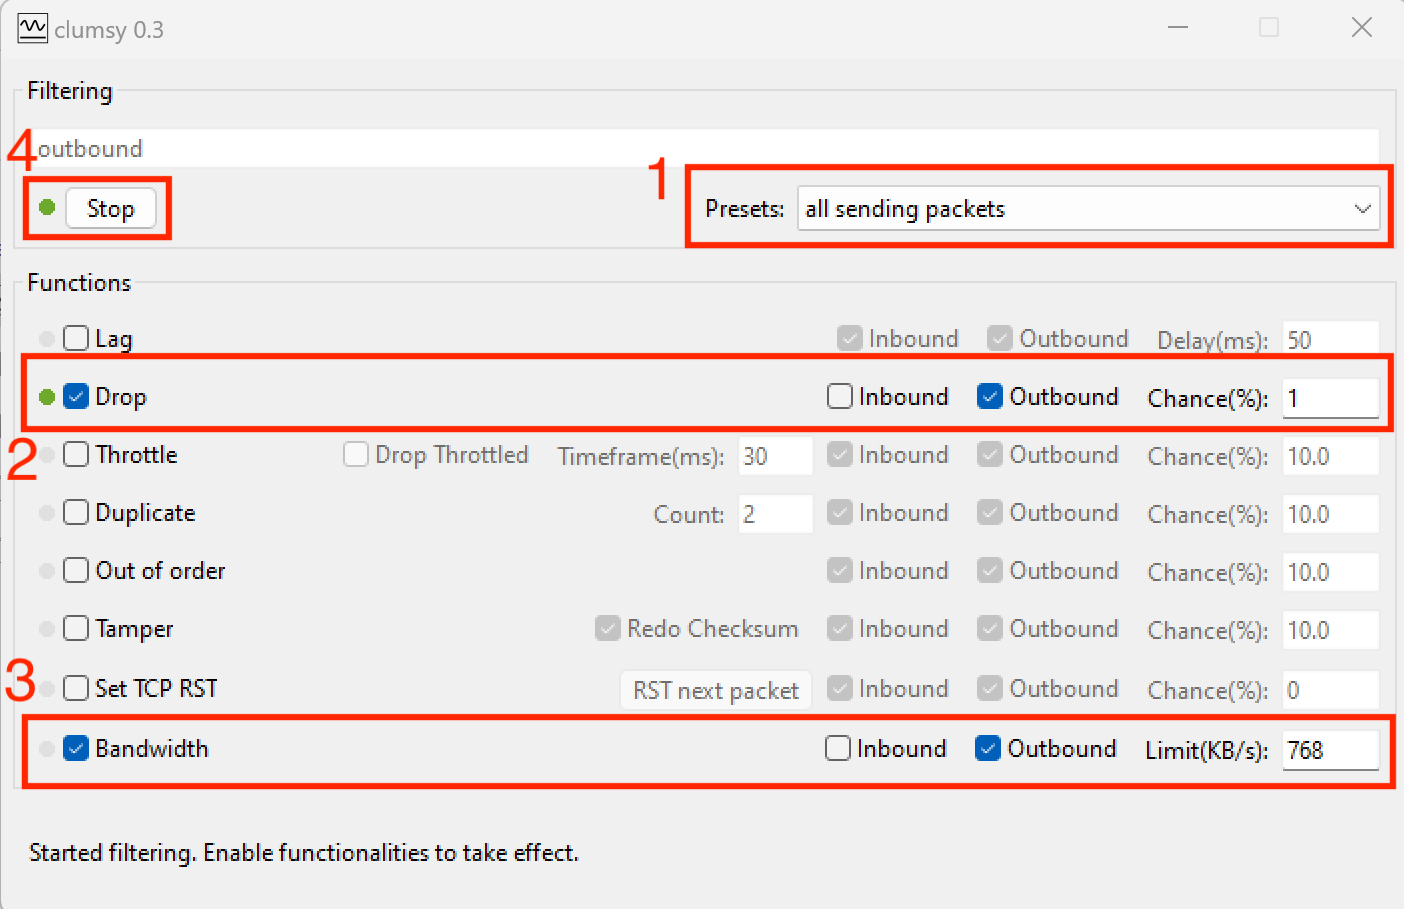 clumsy 0.3
Filtering
4 outbound
1
Stop Presets: all sending packets
Functions
Lag Inbound Outbound Delay(ms): 50
Drop Inbound Outbound Chance(%): 1
2 Throttle Drop Throttled Timeframe(ms): 30 Inbound Outbound Chance(%): 10.0
Duplicate Count: 2 Inbound Outbound Chance(%): 10.0
Out of order Inbound Outbound Chance(%): 10.0
Tamper Redo Checksum Inbound Outbound Chance(%): 10.0
3 Set TCP RST RST next packet Inbound Outbound Chance(%): 0
Bandwidth Inbound Outbound Limit(KB/s): 768
Started filtering. Enable functionalities to take effect.